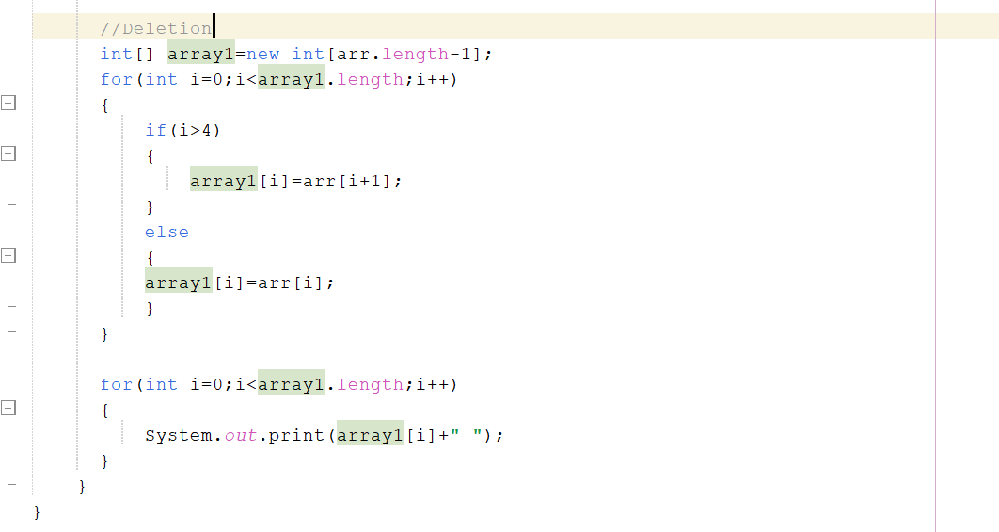 //Deletion
int[] array1=new int[arr.length-1];
for(int i=0;i<array1.length;i++)
{
if(i>4)
{
array1[i]=arr[i+1];
}
else
{
array1[i]=arr[i];
}
}
for(int i=0;i<array1.length;i++)
{
System.out.print(array1[i]+" ");
}
}
}